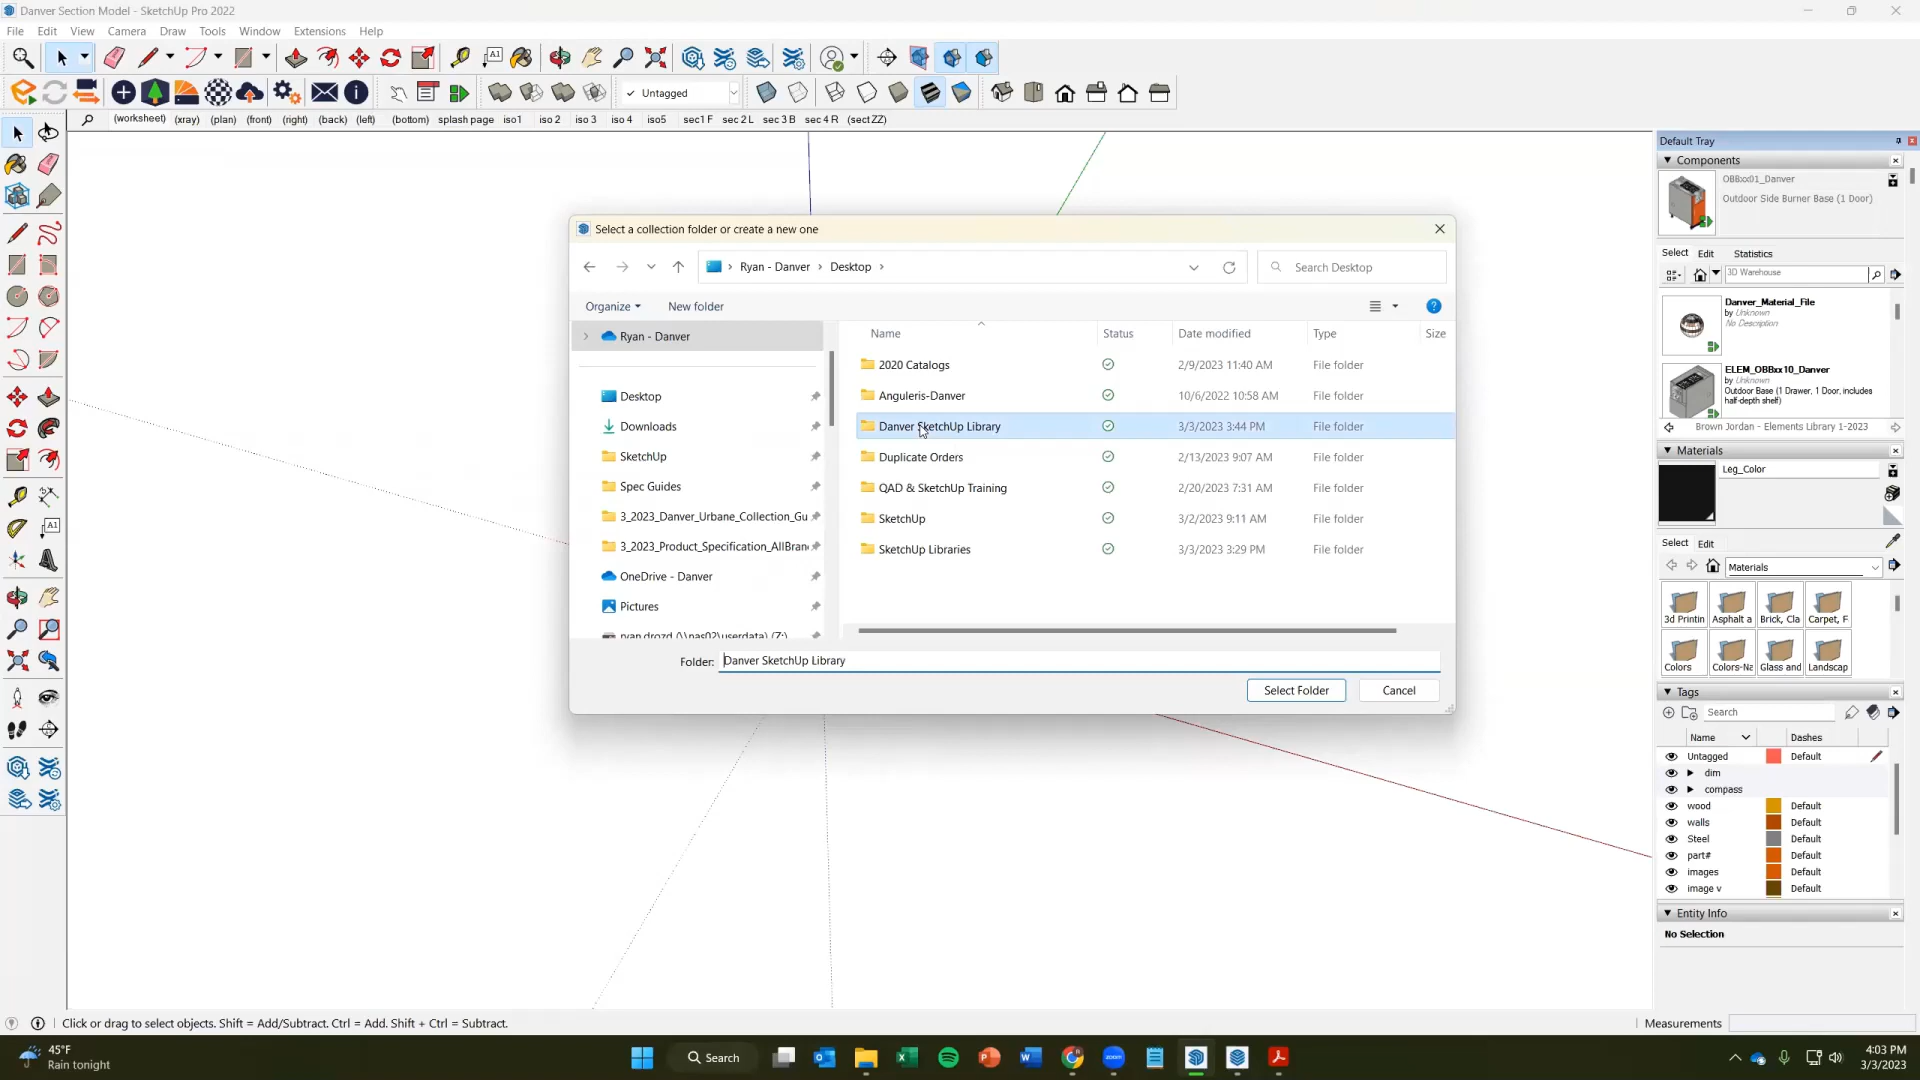 Danver Section Model - SketchUp Pro 2022
File Edit View Camera Draw Tools Window Extensions Help
✓ Untagged
(worksheet) (xray) (plan) (front) (right) (back) (left) (bottom) splash page iso1 iso 2 iso 3 iso 4 iso5 sec1 F sec 2 L sec 3 B sec 4 R (sectZZ)
Select a collection folder or create a new one
Ryan - Danver > Desktop >
Search Desktop
Organize New folder
Ryan - Danver
Desktop
Downloads
SketchUp
Spec Guides
3_2023_Danver_Urbane_Collection_Gu
3_2023_Product_Specification_AllBran
OneDrive - Danver
Pictures
ryan.drozd (\\nas02\userdata) (Z:)
Name Status Date modified Type Size
2020 Catalogs 2/9/2023 11:40 AM File folder
Anguleris-Danver 10/6/2022 10:58 AM File folder
Danver SketchUp Library 3/3/2023 3:44 PM File folder
Duplicate Orders 2/13/2023 9:07 AM File folder
QAD & SketchUp Training 2/20/2023 7:31 AM File folder
SketchUp 3/2/2023 9:11 AM File folder
SketchUp Libraries 3/3/2023 3:29 PM File folder
Folder: Danver SketchUp Library
Select Folder Cancel
Default Tray
Components
OBBxx01_Danver
Outdoor Side Burner Base (1 Door)
Select Edit Statistics
3D Warehouse
Danver_Material_File
by Unknown
No Description
ELEM_OBBxx10_Danver
by Unknown
Outdoor Base (1 Drawer, 1 Door, includes
half-depth shelf)
Brown Jordan - Elements Library 1-2023
Materials
Leg_Color
Select Edit
Materials
3d Printin Asphalt a Brick, Cla Carpet, F
Colors Colors-Na Glass and Landscap
Tags
Search
Name Dashes
Untagged Default
dim
compass
wood Default
walls Default
Steel Default
part# Default
images Default
image v Default
Entity Info
No Selection
Click or drag to select objects. Shift = Add/Subtract. Ctrl = Add. Shift + Ctrl = Subtract.
Measurements
45°F
Rain tonight
Search
4:03 PM
3/3/2023